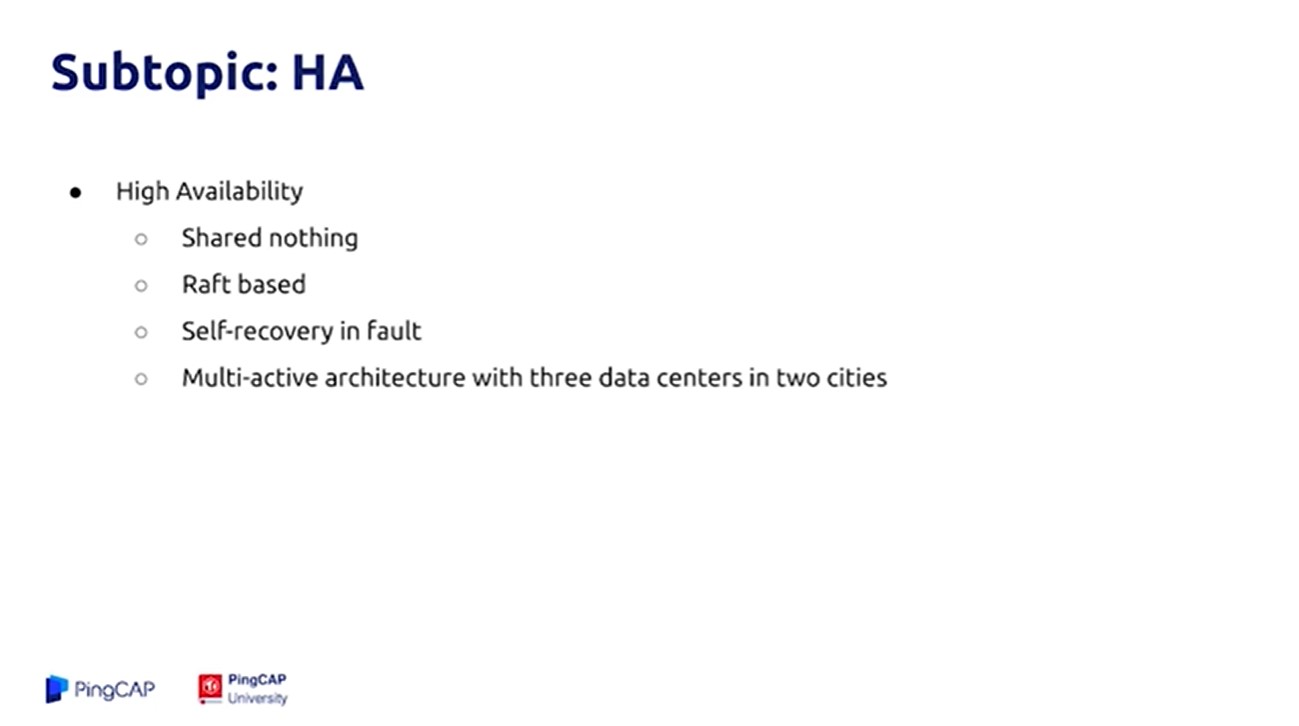 Subtopic: HA
● High Availability
○ Shared nothing
○ Raft based
○ Self-recovery in fault
○ Multi-active architecture with three data centers in two cities
PingCAP
PingCAP
University